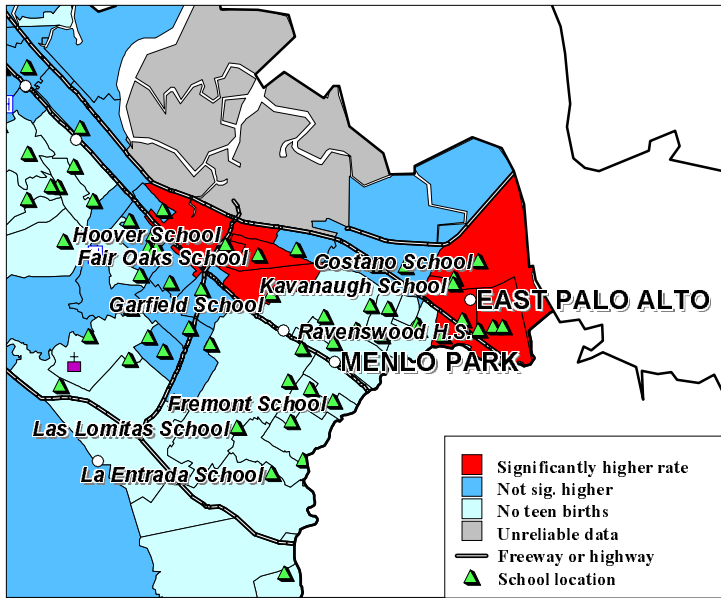 H
Hoover School
Fair Oaks School
Costano School
Kavanaugh School
EAST PALO ALTO
Garfield School
Ravenswood H.S.
MENLO PARK
Fremont School
Las Lomitas School
La Entrada School
Significantly higher rate
Not sig. higher
No teen births
Unreliable data
Freeway or highway
School location